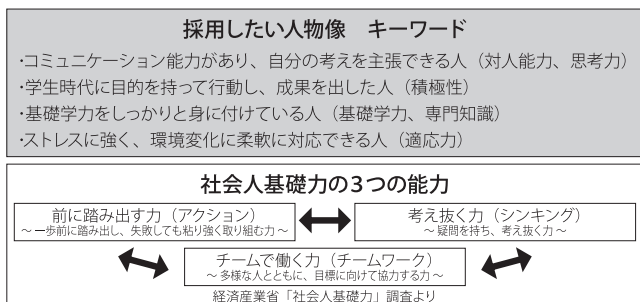 採用したい人物像　キーワード
・コミュニケーション能力があり、自分の考えを主張できる人（対人能力、思考力）
・学生時代に目的を持って行動し、成果を出した人（積極性）
・基礎学力をしっかりと身に付けている人（基礎学力、専門知識）
・ストレスに強く、環境変化に柔軟に対応できる人（適応力）
社会人基礎力の3つの能力
前に踏み出す力（アクション）
～一歩前に踏み出し、失敗しても粘り強く取り組む力～
考え抜く力（シンキング）
～疑問を持ち、考え抜く力～
チームで働く力（チームワーク）
～多様な人とともに、目標に向けて協力する力～
経済産業省「社会人基礎力」調査より